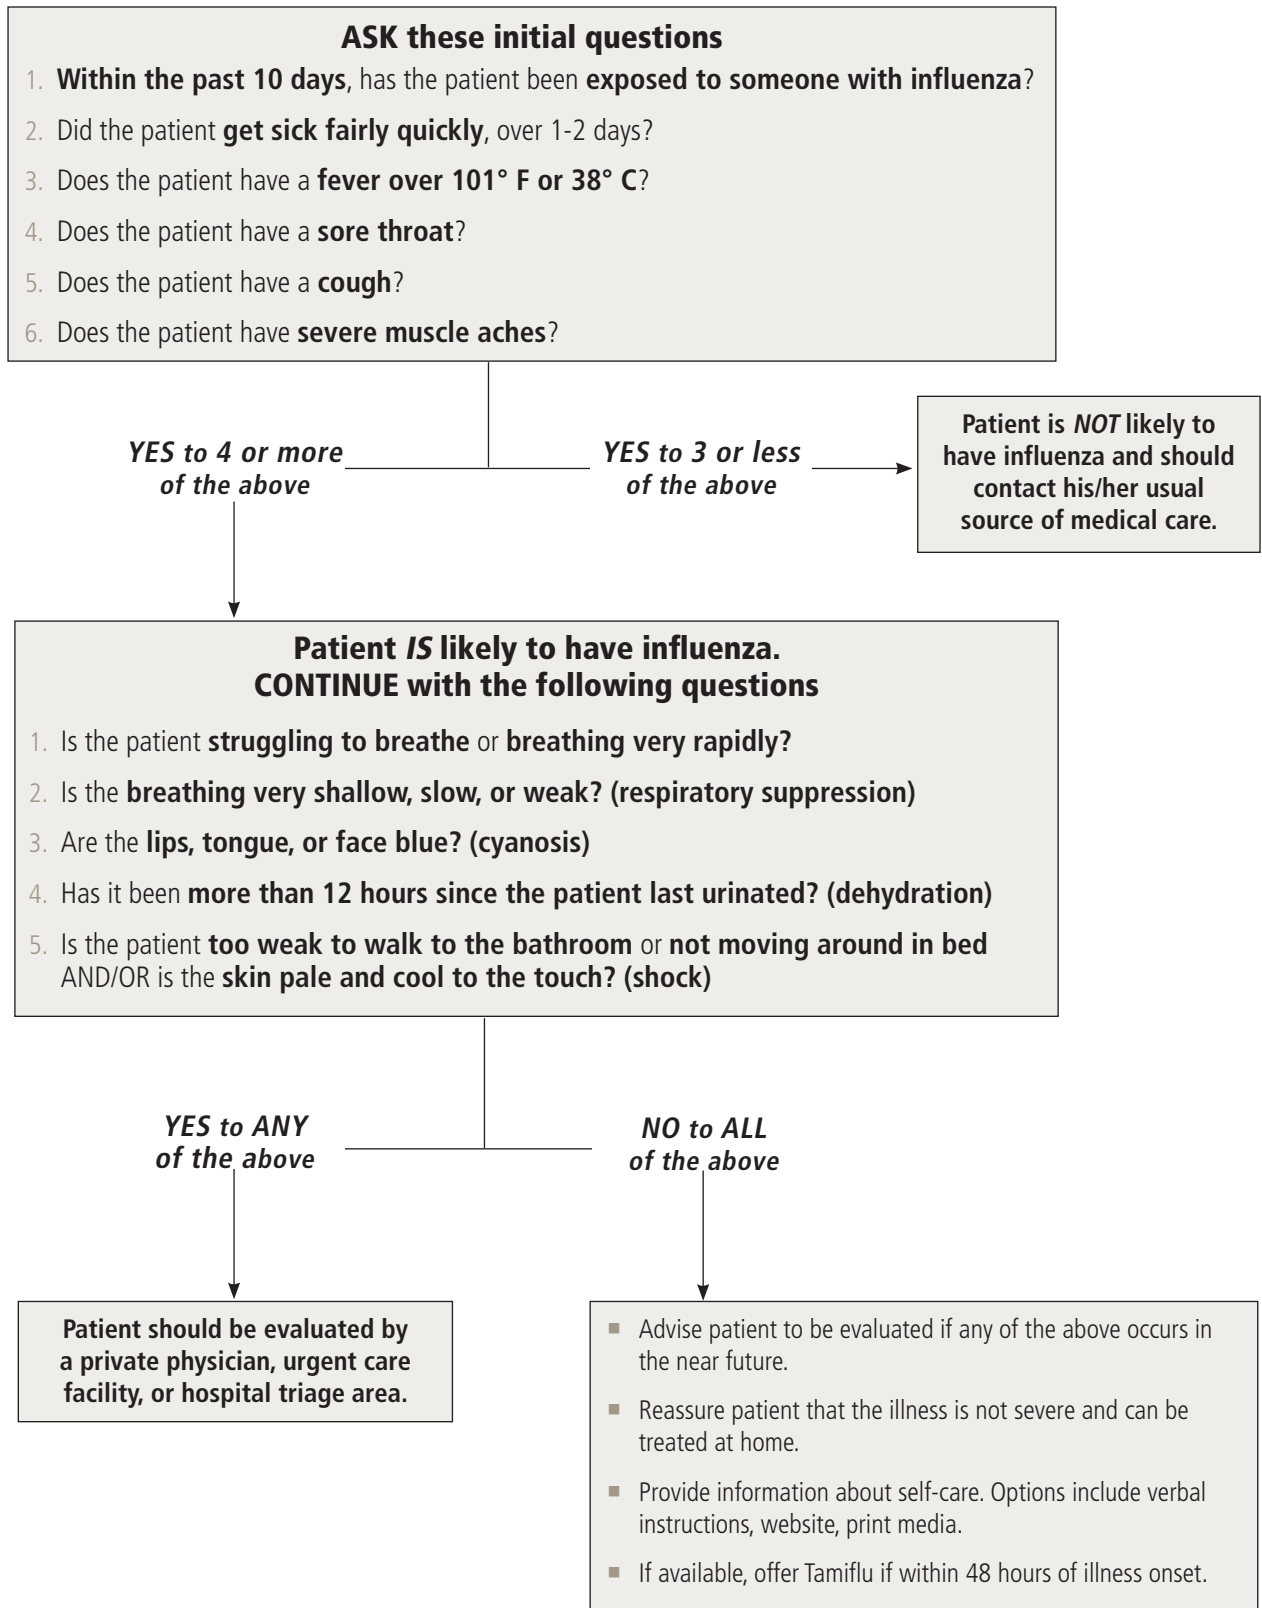 ASK these initial questions
1. Within the past 10 days, has the patient been exposed to someone with influenza?
2. Did the patient get sick fairly quickly, over 1-2 days?
3. Does the patient have a fever over 101° F or 38° C?
4. Does the patient have a sore throat?
5. Does the patient have a cough?
6. Does the patient have severe muscle aches?
YES to 4 or more
of the above
YES to 3 or less
of the above
Patient is NOT likely to
have influenza and should
contact his/her usual
source of medical care.
Patient IS likely to have influenza.
CONTINUE with the following questions
1. Is the patient struggling to breathe or breathing very rapidly?
2. Is the breathing very shallow, slow, or weak? (respiratory suppression)
3. Are the lips, tongue, or face blue? (cyanosis)
4. Has it been more than 12 hours since the patient last urinated? (dehydration)
5. Is the patient too weak to walk to the bathroom or not moving around in bed
AND/OR is the skin pale and cool to the touch? (shock)
YES to ANY
of the above
NO to ALL
of the above
Patient should be evaluated by
a private physician, urgent care
facility, or hospital triage area.
■ Advise patient to be evaluated if any of the above occurs in
the near future.
■ Reassure patient that the illness is not severe and can be
treated at home.
■ Provide information about self-care. Options include verbal
instructions, website, print media.
■ If available, offer Tamiflu if within 48 hours of illness onset.